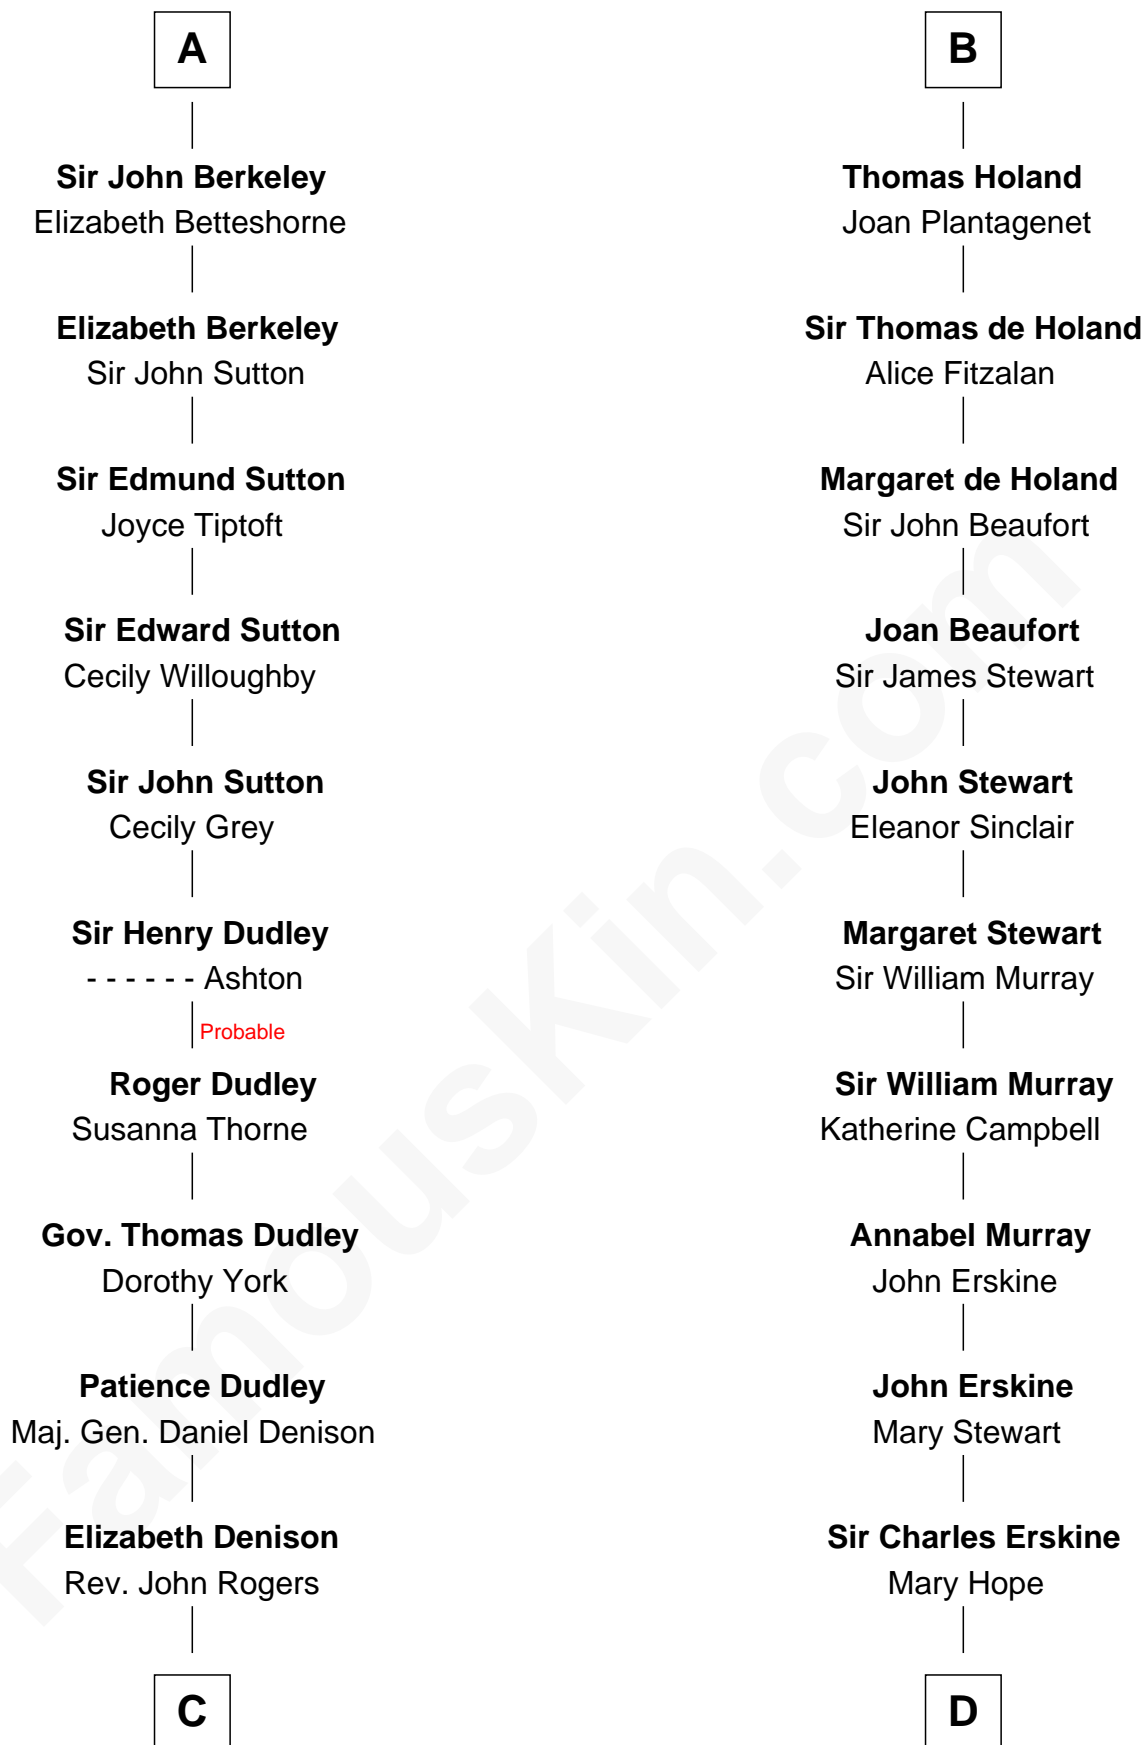 A
Sir John Berkeley
Elizabeth Betteshorne
Elizabeth Berkeley
Sir John Sutton
Sir Edmund Sutton
Joyce Tiptoft
Sir Edward Sutton
Cecily Willoughby
Sir John Sutton
Cecily Grey
Sir Henry Dudley
- - - - - - Ashton
Probable
Roger Dudley
Susanna Thorne
Gov. Thomas Dudley
Dorothy York
Patience Dudley
Maj. Gen. Daniel Denison
Elizabeth Denison
Rev. John Rogers
C
B
Thomas Holand
Joan Plantagenet
Sir Thomas de Holand
Alice Fitzalan
Margaret de Holand
Sir John Beaufort
Joan Beaufort
Sir James Stewart
John Stewart
Eleanor Sinclair
Margaret Stewart
Sir William Murray
Sir William Murray
Katherine Campbell
Annabel Murray
John Erskine
John Erskine
Mary Stewart
Sir Charles Erskine
Mary Hope
D
FamousKin.com